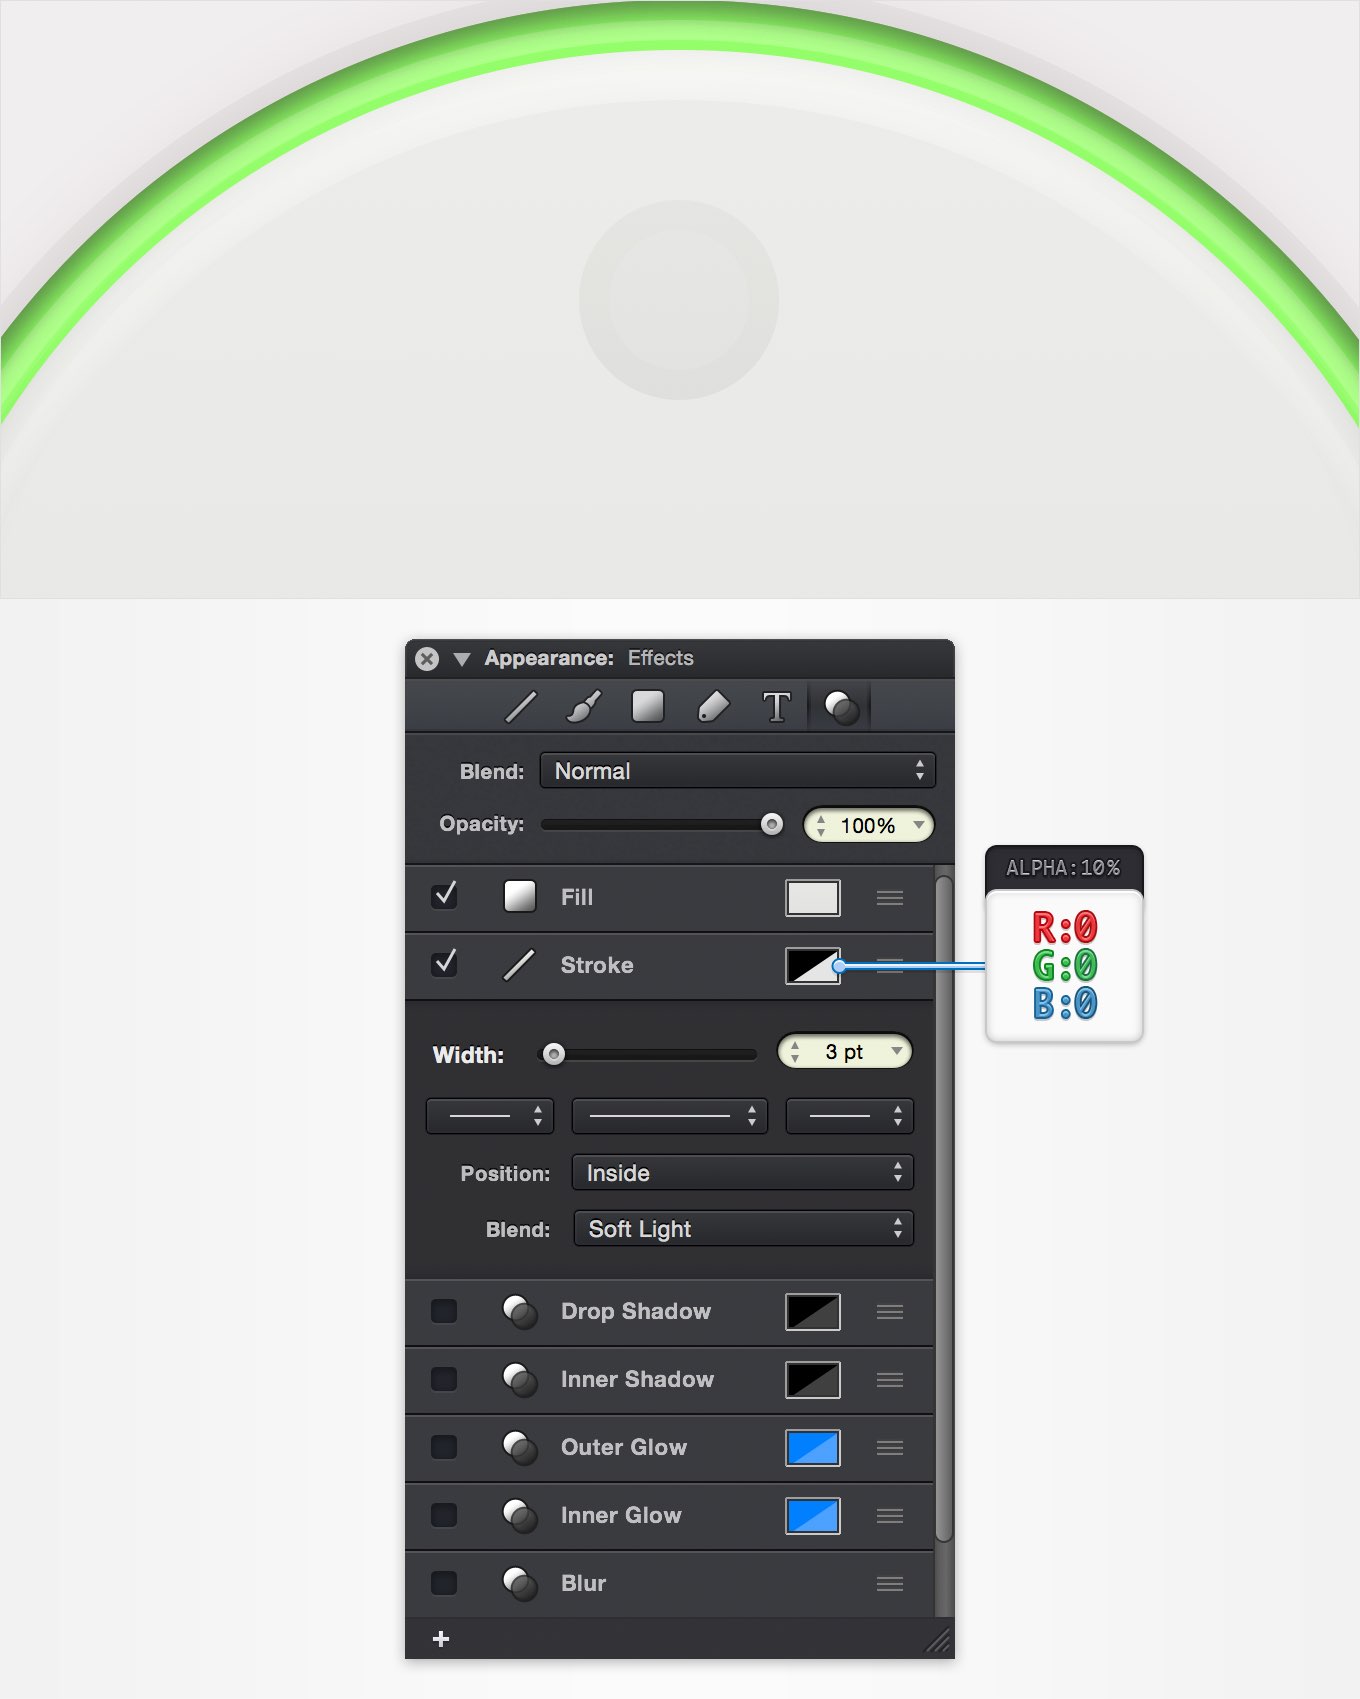 Appearance: Effects
T
Blend: Normal
Opacity: 100%
Fill
ALPHA:10%
R:0
G:0
B:0
Stroke
Width: 3 pt
Position: Inside
Blend: Soft Light
Drop Shadow
Inner Shadow
Outer Glow
Inner Glow
Blur
+